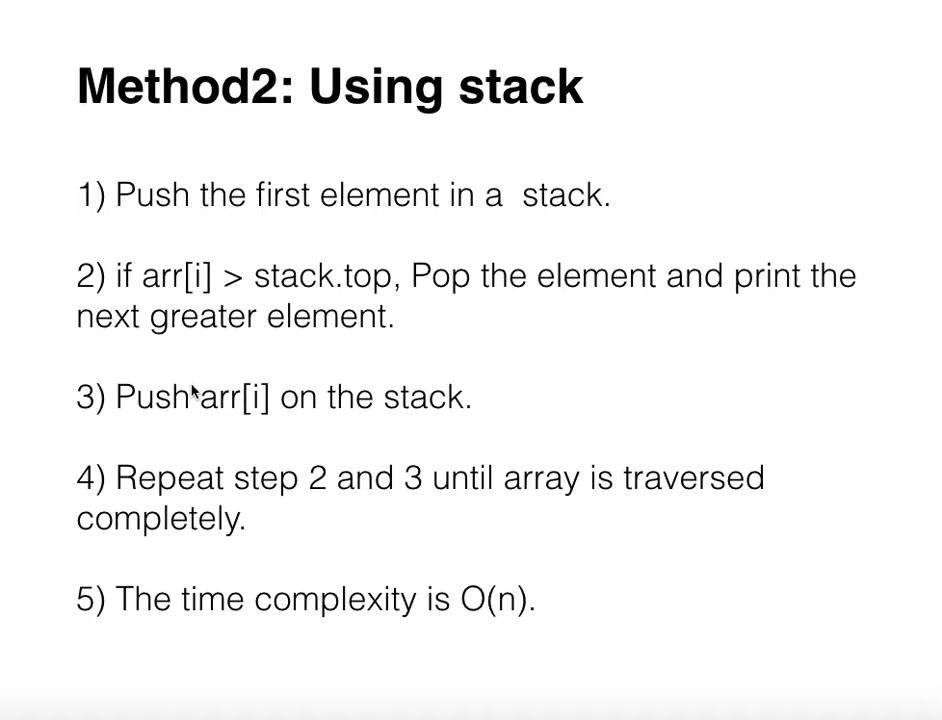 Method2: Using stack
1) Push the first element in a  stack.
2) if arr[i] > stack.top, Pop the element and print the
next greater element.
3) Push arr[i] on the stack.
4) Repeat step 2 and 3 until array is traversed
completely.
5) The time complexity is O(n).